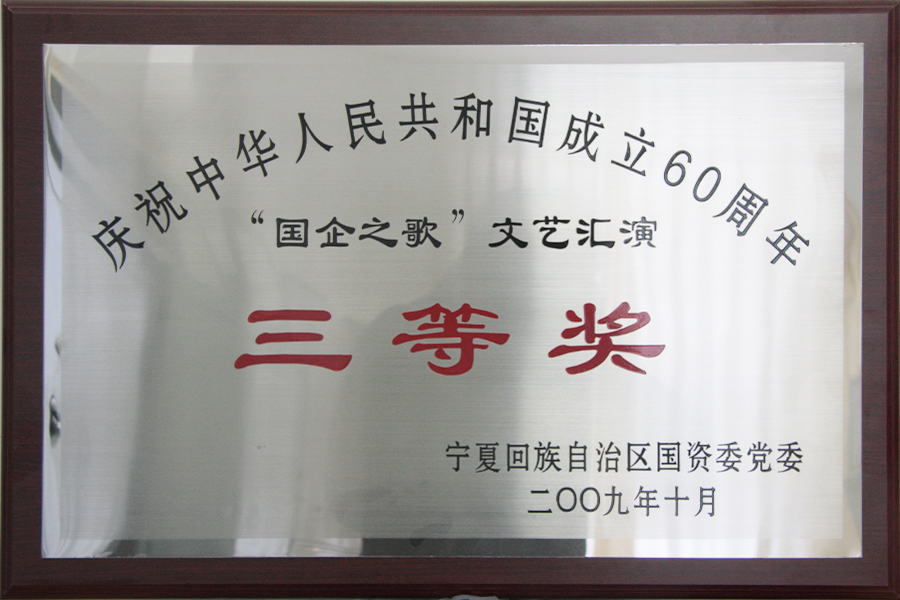 庆祝中华人民共和国成立60周年
“国企之歌”文艺汇演
三等奖
宁夏回族自治区国资委党委
二〇〇九年十月